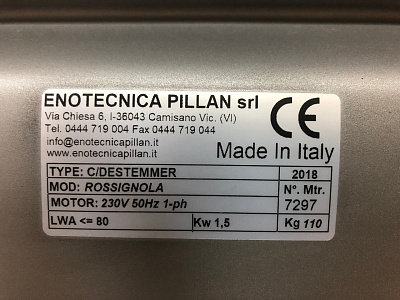 ENOTECNICA PILLAN srl
Via Chiesa 6, I-36043 Camisano Vic. (VI)
Tel. 0444 719 004 Fax 0444 719 044
info@enotecnicapillan.it
www.enotecnicapillan.it
CE
Made In Italy
TYPE: C/DESTEMMER 2018
MOD: ROSSIGNOLA N°. Mtr.
MOTOR: 230V 50Hz 1-ph 7297
LWA <= 80 Kw 1,5 Kg 110